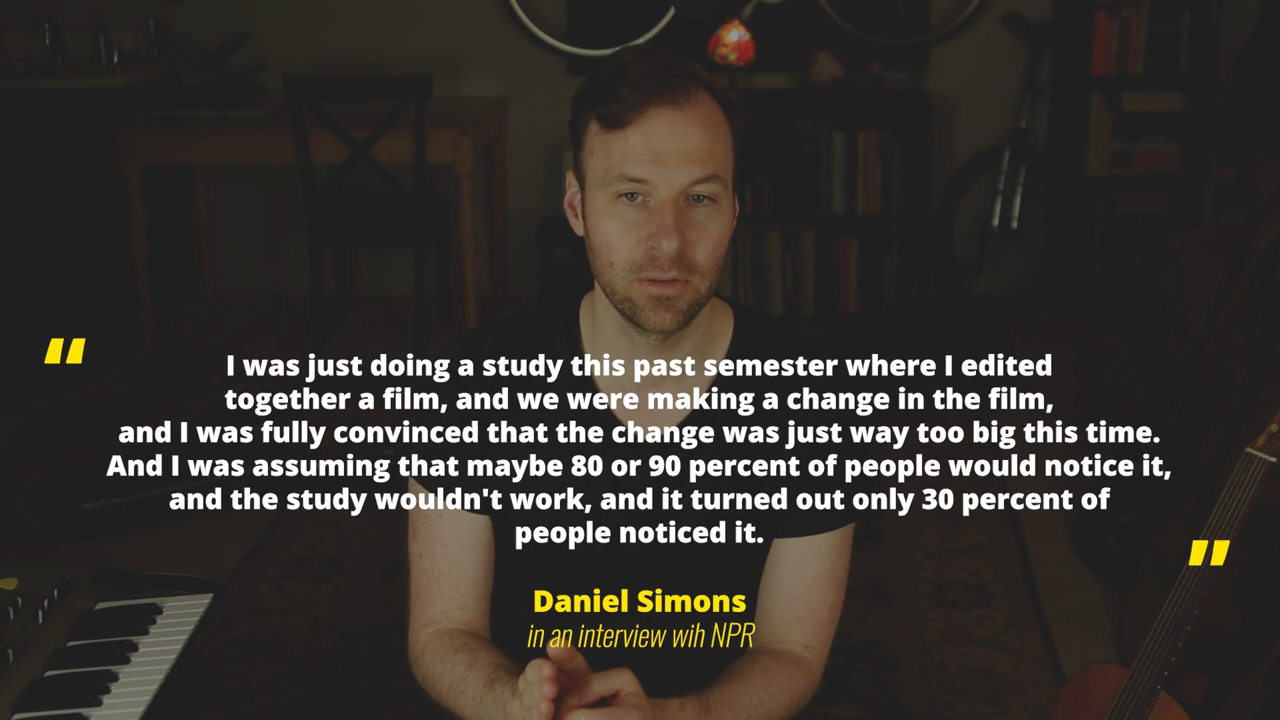 "
I was just doing a study this past semester where I edited
together a film, and we were making a change in the film,
and I was fully convinced that the change was just way too big this time.
And I was assuming that maybe 80 or 90 percent of people would notice it,
and the study wouldn't work, and it turned out only 30 percent of
people noticed it.
"
Daniel Simons
in an interview wih NPR